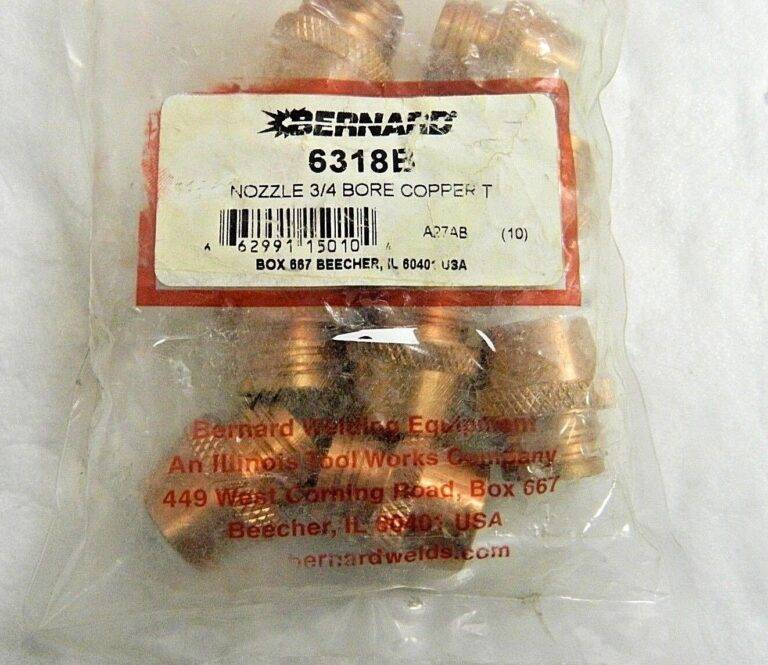 BERNARD
6318B
NOZZLE 3/4 BORE COPPER T
A27AB (10)
6 62991 15010 4
BOX 667 BEECHER, IL 60401 USA
Bernard Welding Equipment
An Illinois Tool Works Company
449 West Corning Road, Box 667
Beecher, IL 60401 USA
bernardwelds.com